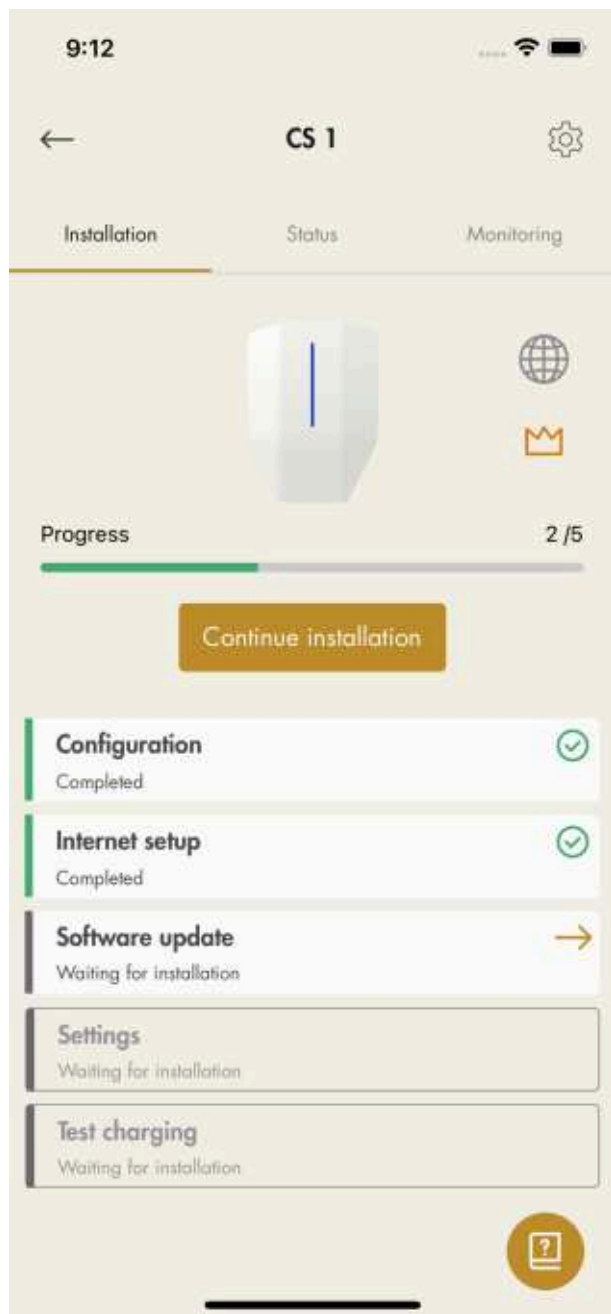 9:12
CS 1
Installation
Status
Monitoring
Progress
2 /5
Continue installation
Configuration
Completed
Internet setup
Completed
Software update
Waiting for installation
Settings
Waiting for installation
Test charging
Waiting for installation
?